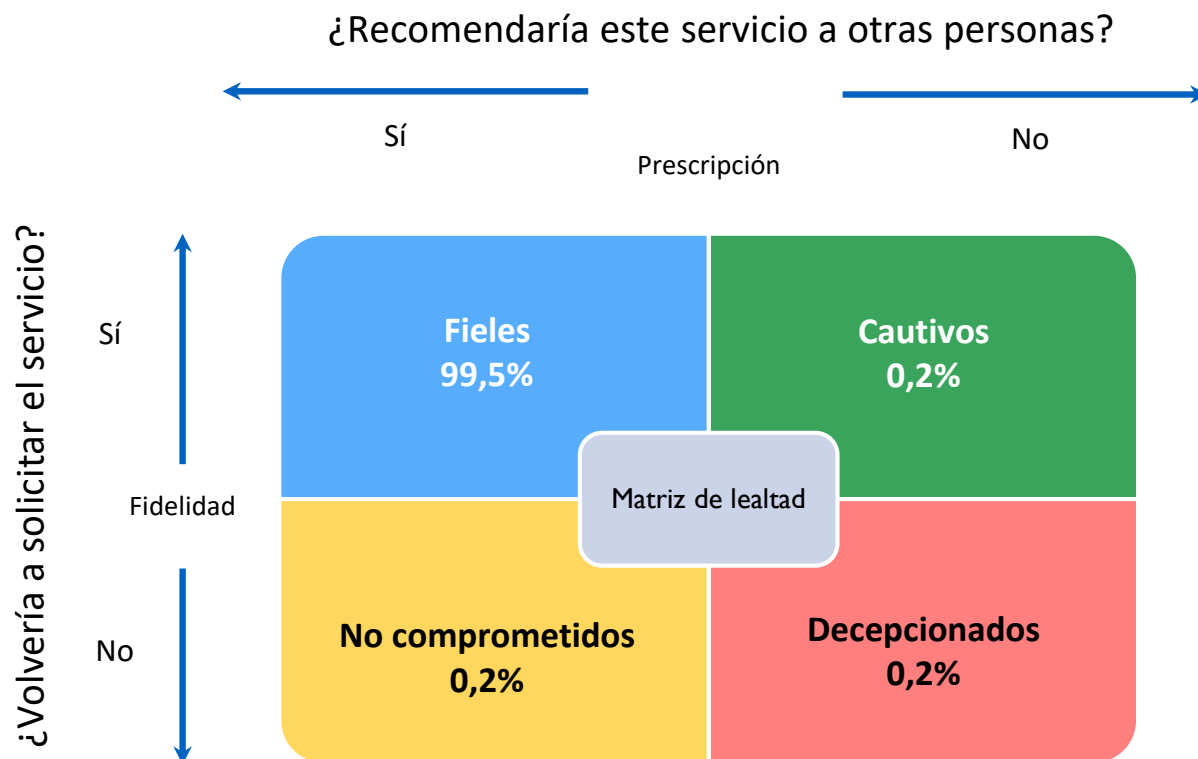 ¿Recomendaría este servicio a otras personas?
Sí
No
Prescripción
¿Volvería a solicitar el servicio?
Sí
Fidelidad
No
Fieles
99,5%
Cautivos
0,2%
Matriz de lealtad
No comprometidos
0,2%
Decepcionados
0,2%